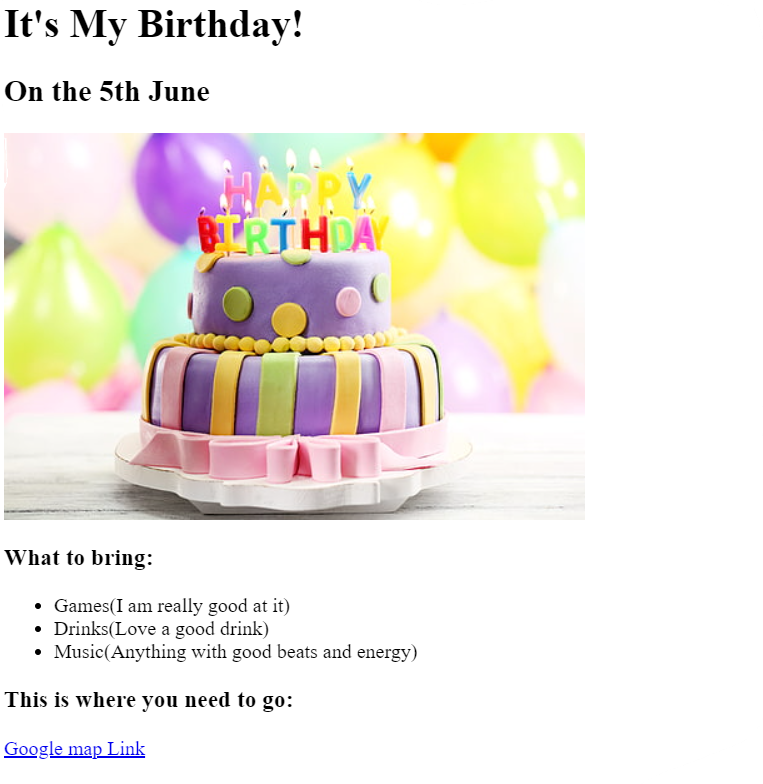 It's My Birthday!
On the 5th June
HAPPY
BIRTHDAY
What to bring:
Games(I am really good at it)
Drinks(Love a good drink)
Music(Anything with good beats and energy)
This is where you need to go:
Google map Link